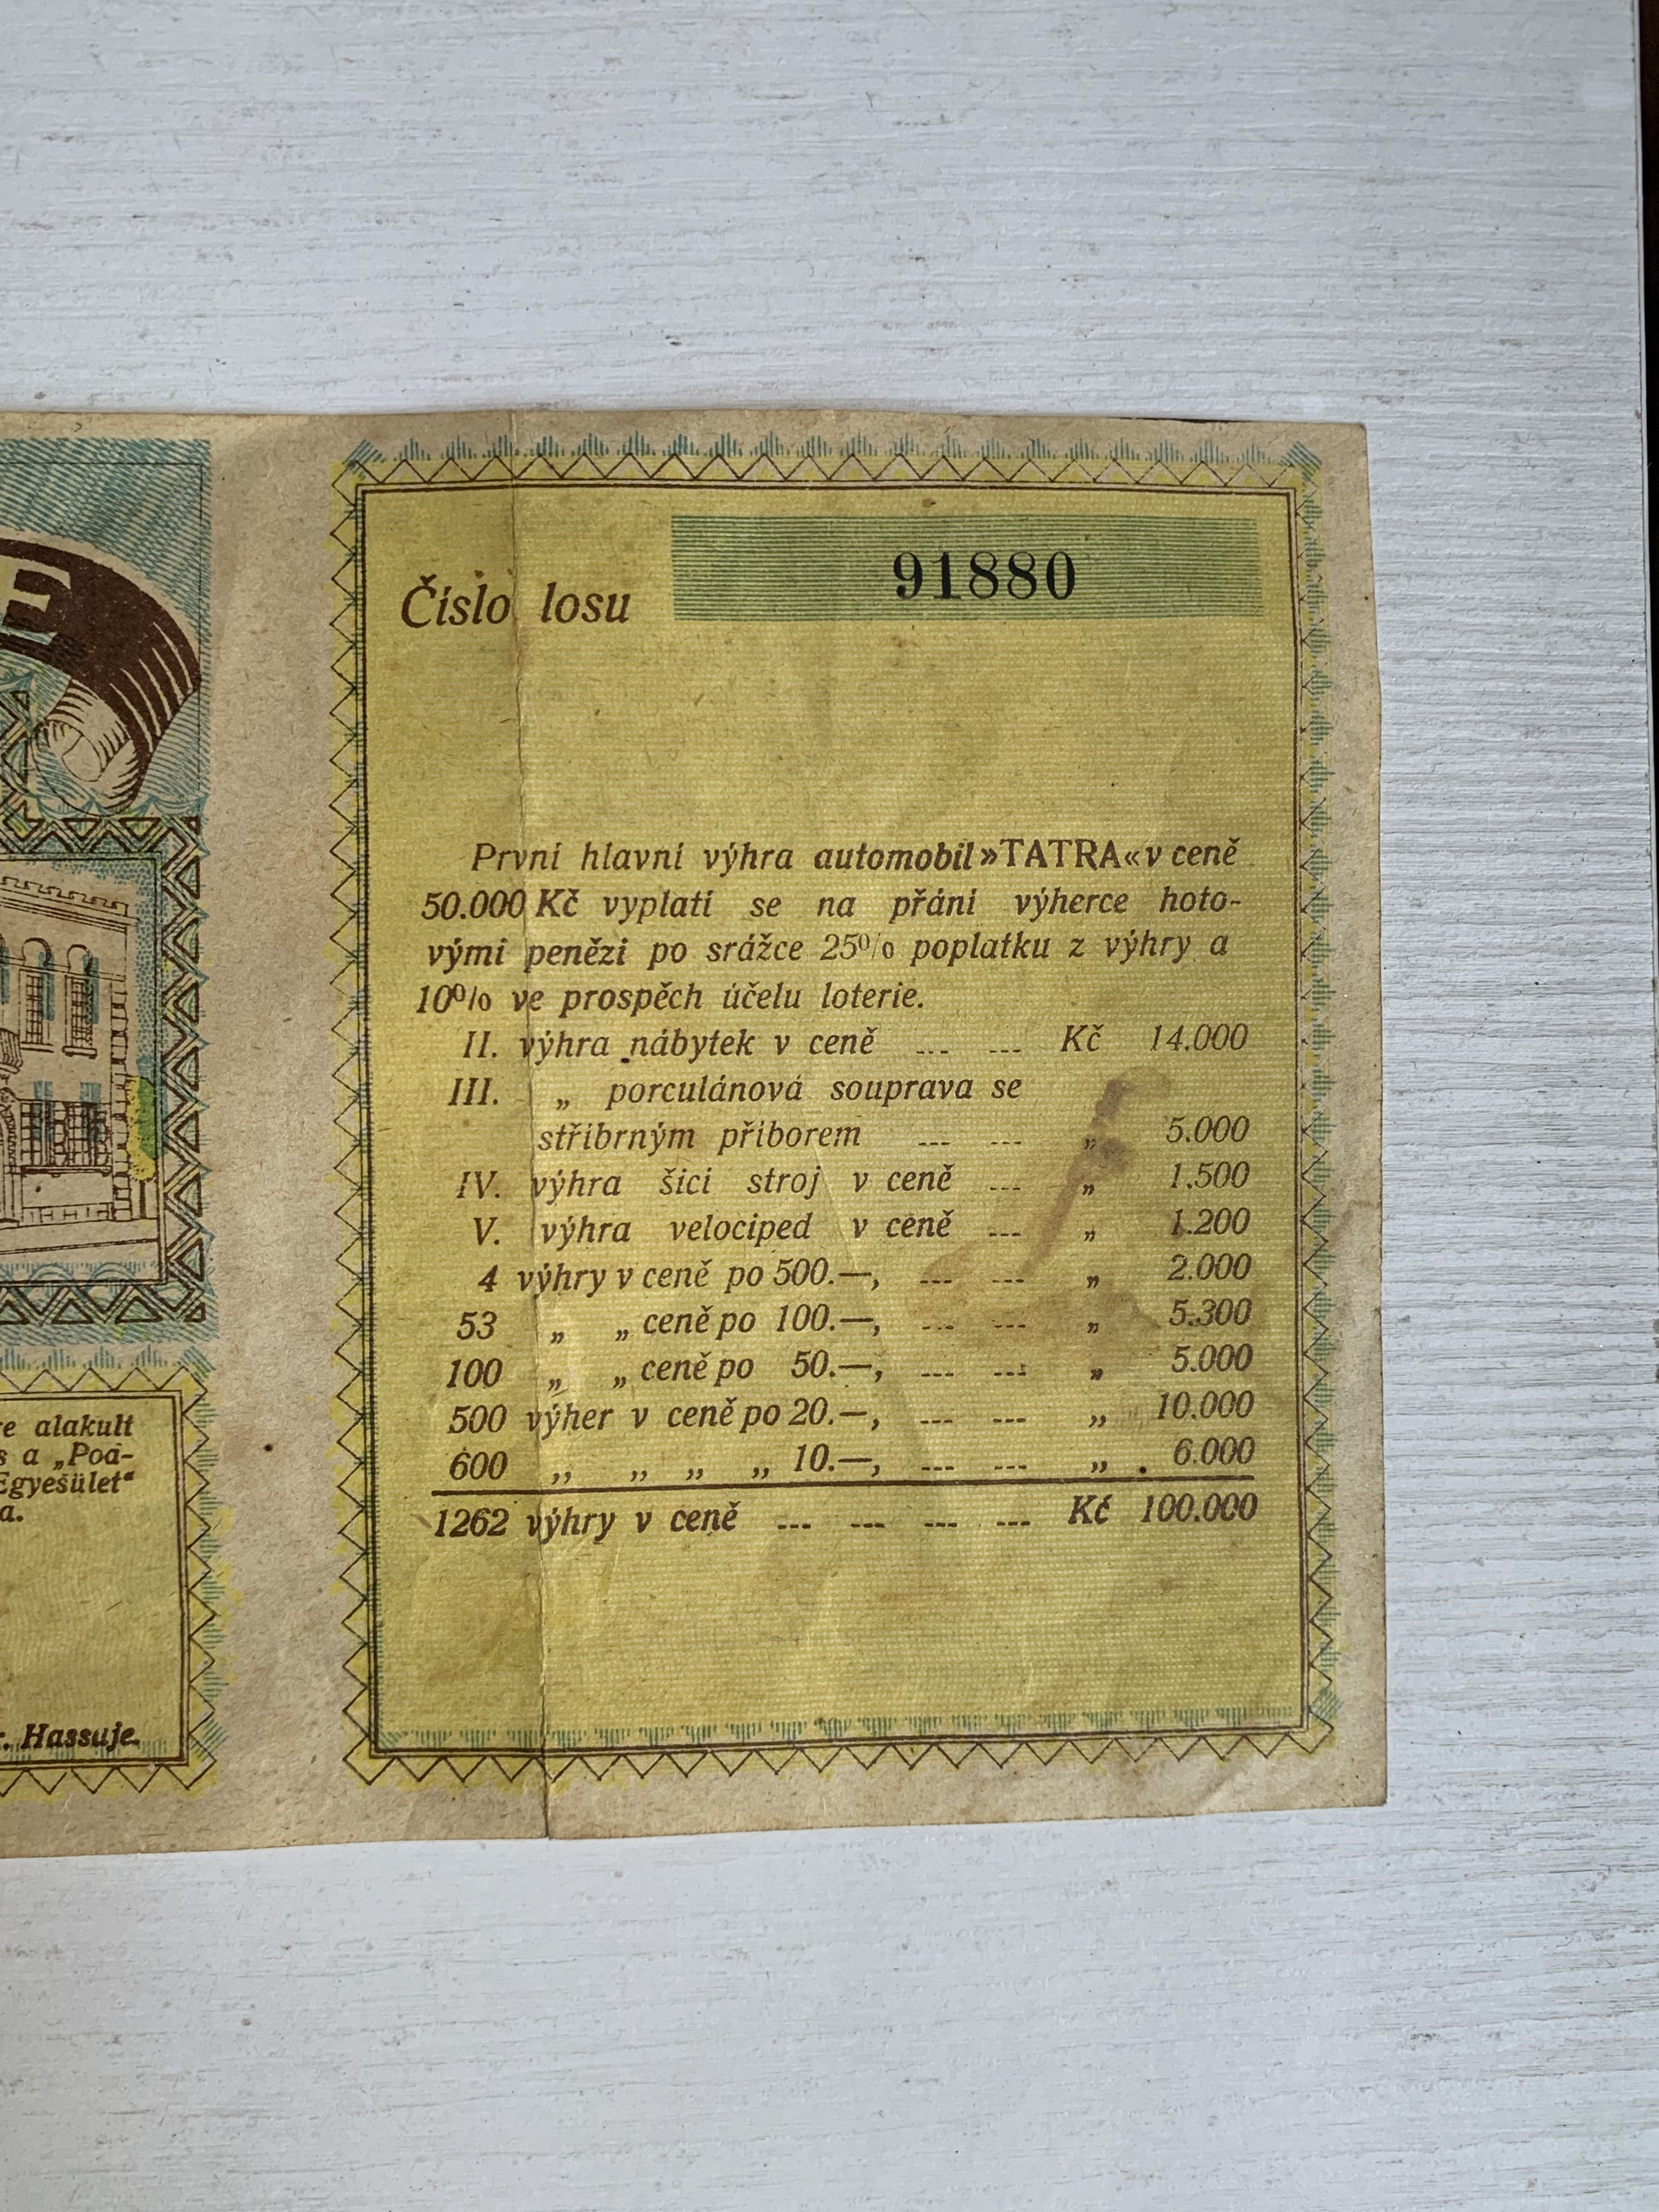 E
Číslo losu 91880
První hlavní výhra automobil »TATRA« v ceně
50.000 Kč vyplatí se na přání výherce hoto-
vými penězi po srážce 25% poplatku z výhry a
10% ve prospěch účelu loterie.
II. výhra nábytek v ceně ... ... Kč 14.000
III. „ porculánová souprava se
stříbrným příborem ... ... „ 5.000
IV. výhra šicí stroj v ceně ... „ 1.500
V. výhra velociped v ceně ... „ 1.200
4 výhry v ceně po 500.—, ... ... „ 2.000
53 „ „ ceně po 100.—, ... ... „ 5.300
100 „ „ ceně po 50.—, ... ... „ 5.000
500 výher v ceně po 20.—, ... ... „ 10.000
600 „ „ „ „ 10.—, ... ... „ 6.000
1262 výhry v ceně ... ... ... ... Kč 100.000
alakult
a „Poă-
Egyesület“
Hassuje.